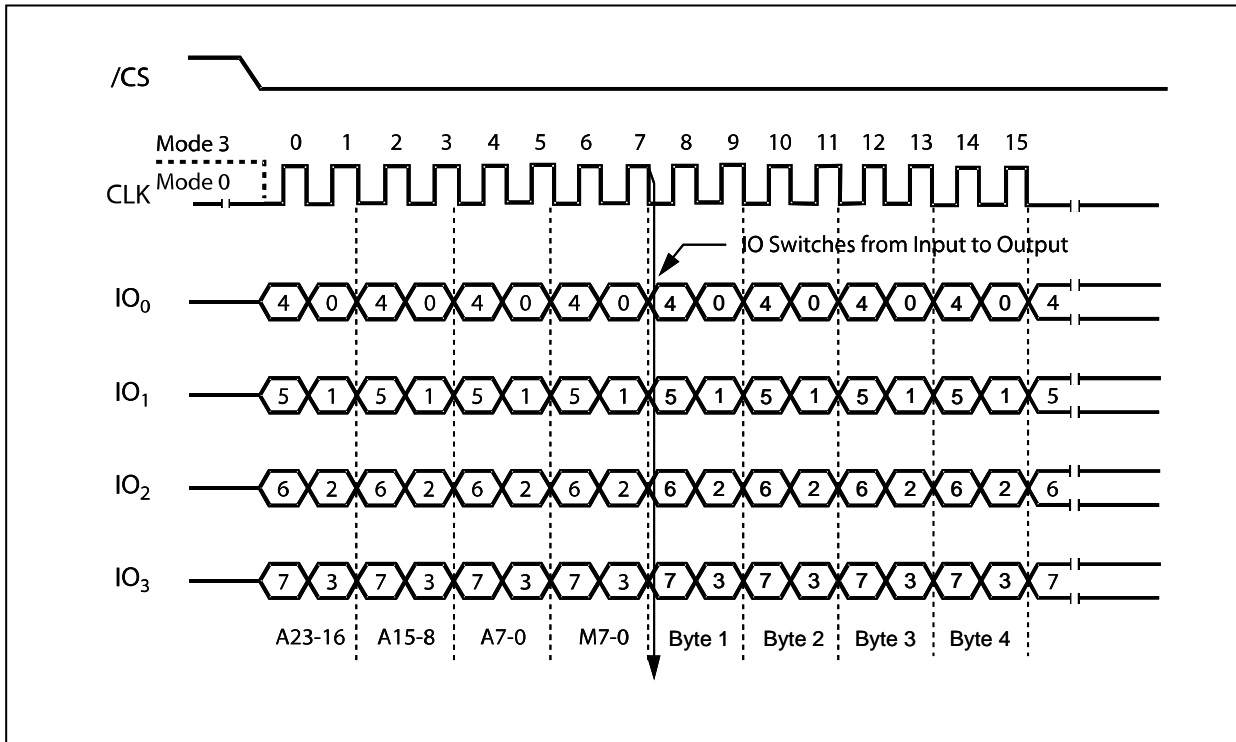 /CS
Mode 3
0 1 2 3 4 5 6 7 8 9 10 11 12 13 14 15
Mode 0
CLK
IO Switches from Input to Output
IO0 4 0 4 0 4 0 4 0 4 0 4 0 4 0 4 0 4
IO1 5 1 5 1 5 1 5 1 5 1 5 1 5 1 5 1 5
IO2 6 2 6 2 6 2 6 2 6 2 6 2 6 2 6 2 6
IO3 7 3 7 3 7 3 7 3 7 3 7 3 7 3 7 3 7
A23-16 A15-8 A7-0 M7-0 Byte 1 Byte 2 Byte 3 Byte 4